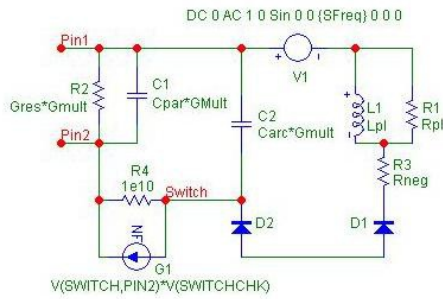 DC 0 AC 1 0 Sin 0 0 {SFreq} 0 0 0
Pin1
+ V1 -
R2
Gres*Gmult
C1
Cpar*GMult
C2
Carc*Gmult
+ L1
Lpl
R1
Rpl
Pin2
R3
Rneg
R4
1e10
Switch
NF
G1
D2
D1
V(SWITCH,PIN2)*V(SWITCHCHK)